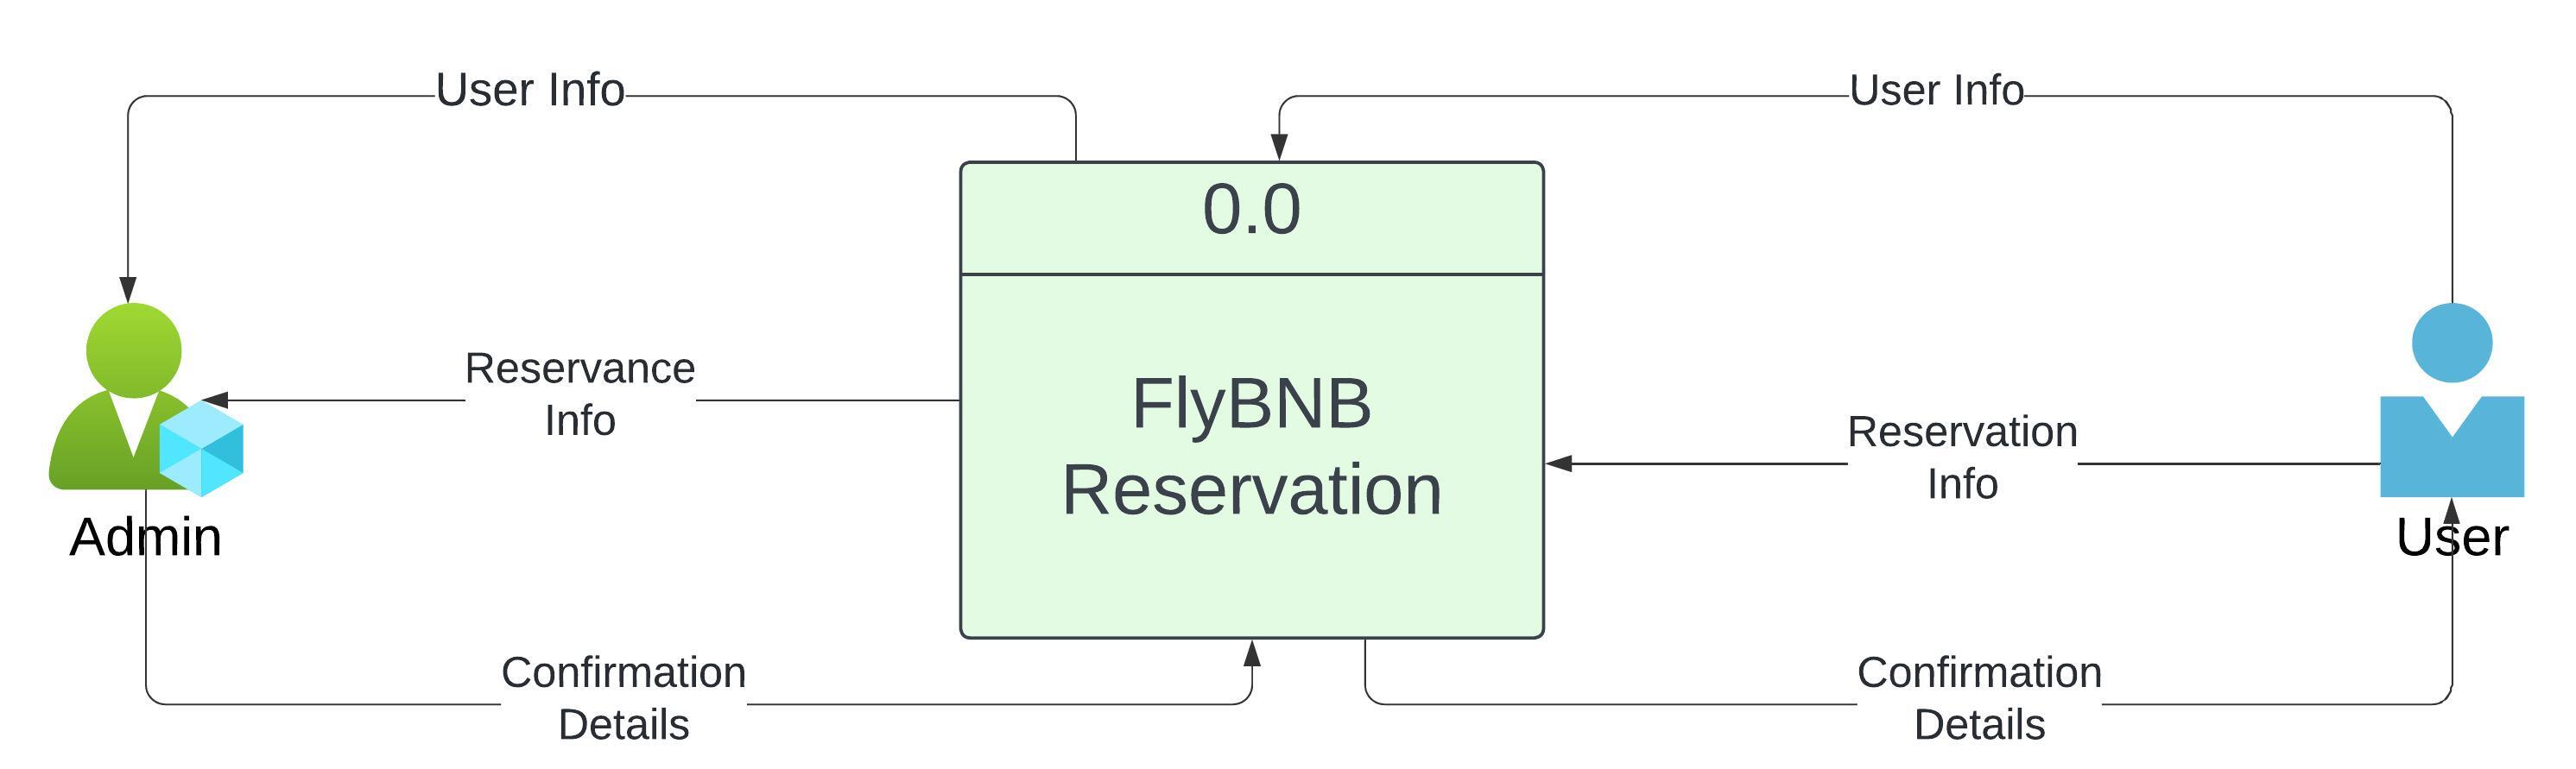 User Info
User Info
0.0
Reservance
Info
FlyBNB
Reservation
Reservation
Info
Admin
User
Confirmation
Details
Confirmation
Details